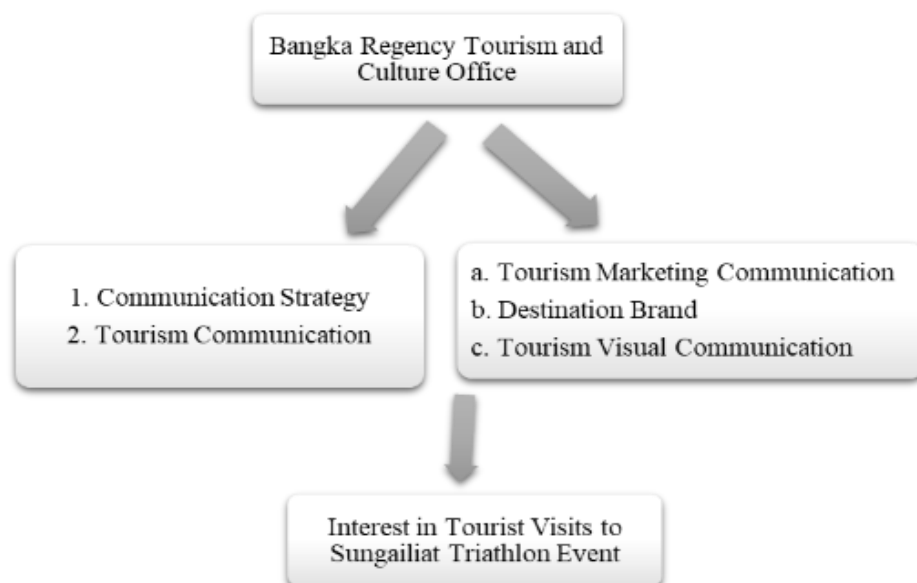 Bangka Regency Tourism and
Culture Office
1. Communication Strategy
2. Tourism Communication
a. Tourism Marketing Communication
b. Destination Brand
c. Tourism Visual Communication
Interest in Tourist Visits to
Sungailiat Triathlon Event